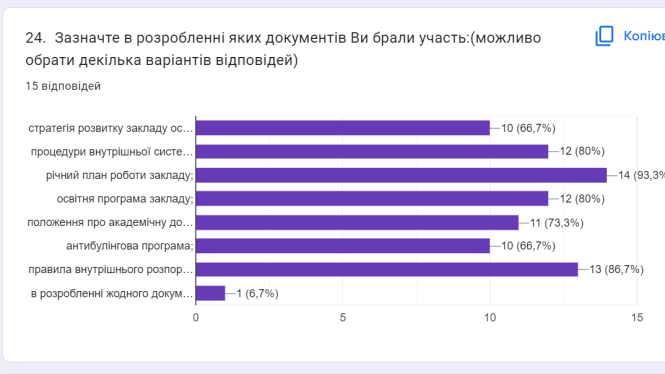 24. Зазначте в розробленні яких документів Ви брали участь:(можливо
обрати декілька варіантів відповідей)
Копіюв
15 відповідей
стратегія розвитку закладу ос…
10 (66,7%)
процедури внутрішньої систе…
12 (80%)
річний план роботи закладу;
14 (93,3%
освітня програма закладу;
12 (80%)
положення про академічну до…
11 (73,3%)
антибулінгова програма;
10 (66,7%)
правила внутрішнього розпор…
13 (86,7%)
в розробленні жодного докум…
1 (6,7%)
0
5
10
15